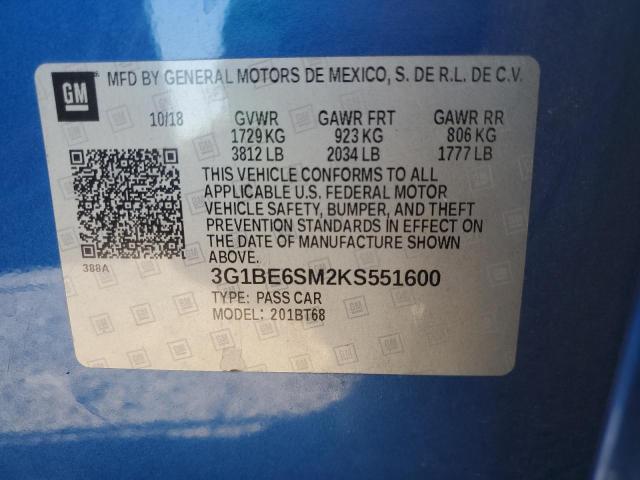 GM
MFD BY GENERAL MOTORS DE MEXICO, S. DE R.L. DE C.V.
10/18 GVWR GAWR FRT GAWR RR
1729 KG 923 KG 806 KG
3812 LB 2034 LB 1777 LB
THIS VEHICLE CONFORMS TO ALL
APPLICABLE U.S. FEDERAL MOTOR
VEHICLE SAFETY, BUMPER, AND THEFT
PREVENTION STANDARDS IN EFFECT ON
THE DATE OF MANUFACTURE SHOWN
ABOVE.
388A
3G1BE6SM2KS551600
TYPE: PASS CAR
MODEL: 201BT68